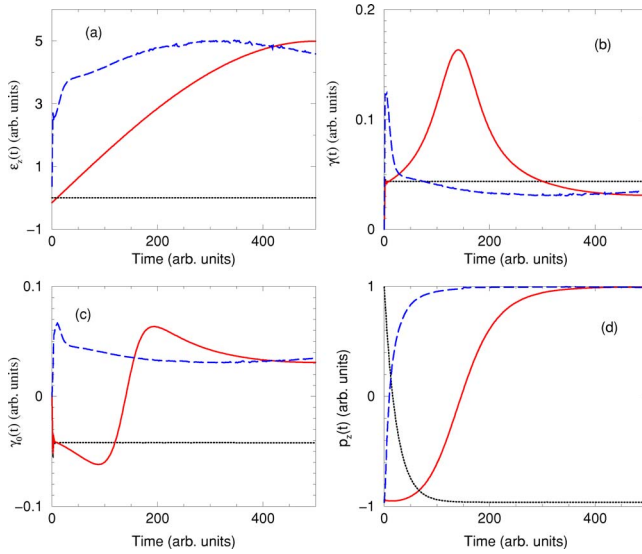 (a)
5
3
1
−1
ε_z(t) (arb. units)
0 200 400
Time (arb. units)
(b)
0.2
0.1
0
γ(t) (arb. units)
0 200 400
Time (arb. units)
(c)
0.1
0
−0.1
γ_0(t) (arb. units)
0 200 400
Time (arb. units)
(d)
1
0
−1
p_z(t) (arb. units)
0 200 400
Time (arb. units)